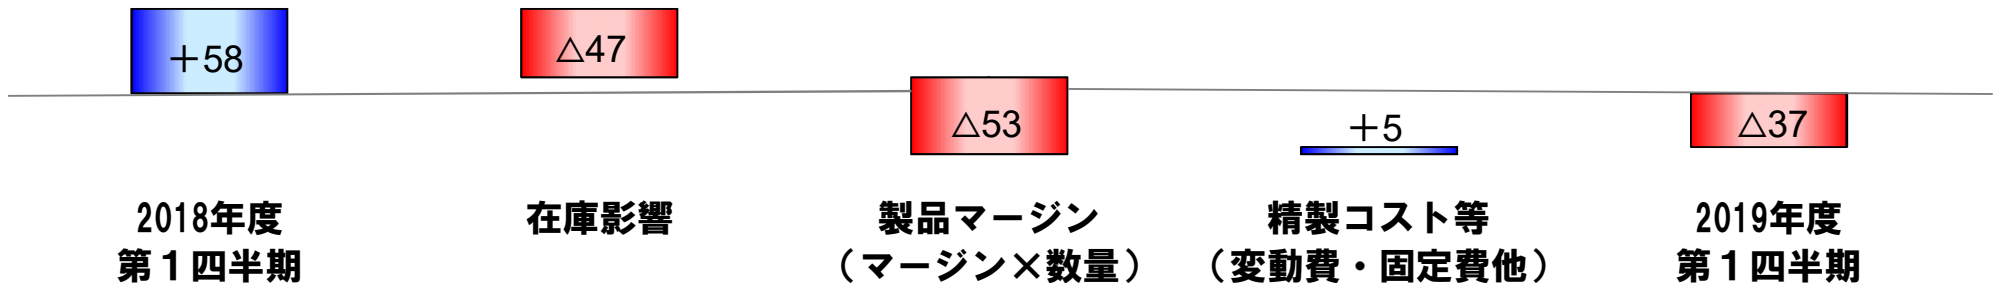 ＋58
△47
△53
＋5
△37
2018年度
第１四半期
在庫影響
製品マージン
（マージン×数量）
精製コスト等
（変動費・固定費他）
2019年度
第１四半期